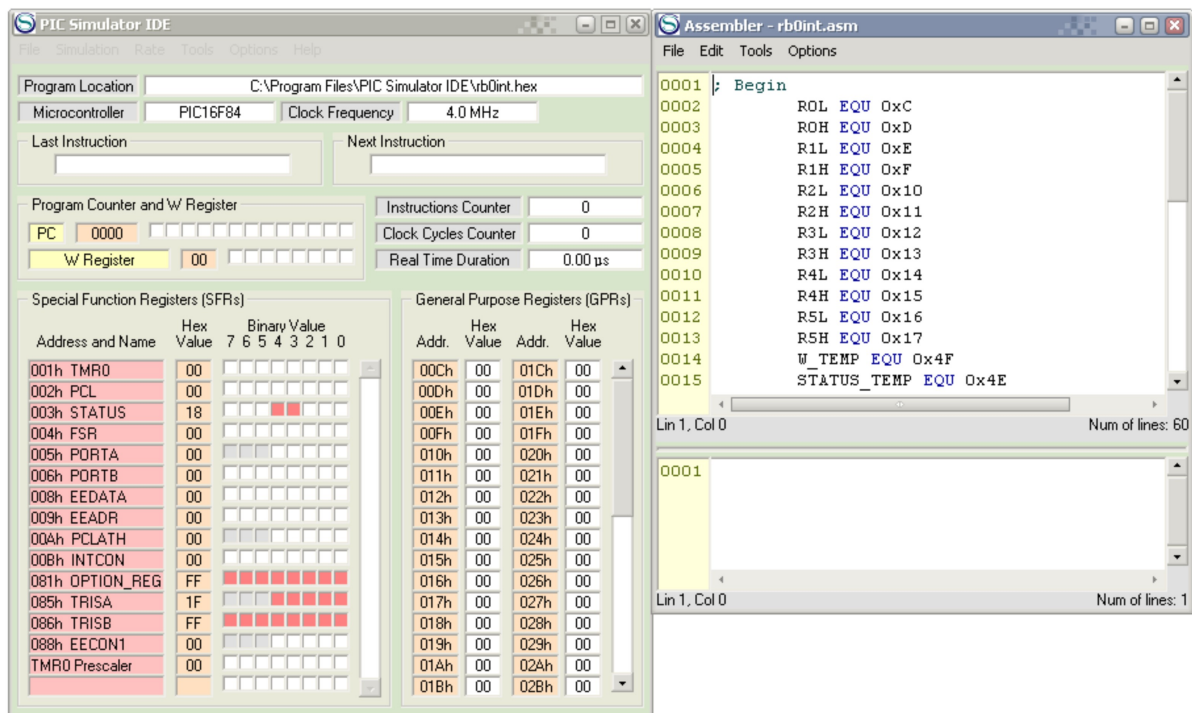 PIC Simulator IDE
File Simulation Rate Tools Options Help
Program Location C:\Program Files\PIC Simulator IDE\rb0int.hex
Microcontroller PIC16F84 Clock Frequency 4.0 MHz
Last Instruction Next Instruction
Program Counter and W Register
PC 0000
W Register 00
Instructions Counter 0
Clock Cycles Counter 0
Real Time Duration 0.00 µs
Special Function Registers (SFRs)
Hex Binary Value
Address and Name Value 7 6 5 4 3 2 1 0
001h TMR0 00
002h PCL 00
003h STATUS 18
004h FSR 00
005h PORTA 00
006h PORTB 00
008h EEDATA 00
009h EEADR 00
00Ah PCLATH 00
00Bh INTCON 00
081h OPTION_REG FF
085h TRISA 1F
086h TRISB FF
088h EECON1 00
TMR0 Prescaler 00
General Purpose Registers (GPRs)
Hex Hex
Addr. Value Addr. Value
00Ch 00 01Ch 00
00Dh 00 01Dh 00
00Eh 00 01Eh 00
00Fh 00 01Fh 00
010h 00 020h 00
011h 00 021h 00
012h 00 022h 00
013h 00 023h 00
014h 00 024h 00
015h 00 025h 00
016h 00 026h 00
017h 00 027h 00
018h 00 028h 00
019h 00 029h 00
01Ah 00 02Ah 00
01Bh 00 02Bh 00
Assembler - rb0int.asm
File Edit Tools Options
0001 ; Begin
0002 R0L EQU 0xC
0003 R0H EQU 0xD
0004 R1L EQU 0xE
0005 R1H EQU 0xF
0006 R2L EQU 0x10
0007 R2H EQU 0x11
0008 R3L EQU 0x12
0009 R3H EQU 0x13
0010 R4L EQU 0x14
0011 R4H EQU 0x15
0012 R5L EQU 0x16
0013 R5H EQU 0x17
0014 W_TEMP EQU 0x4F
0015 STATUS_TEMP EQU 0x4E
Lin 1, Col 0 Num of lines: 60
0001
Lin 1, Col 0 Num of lines: 1